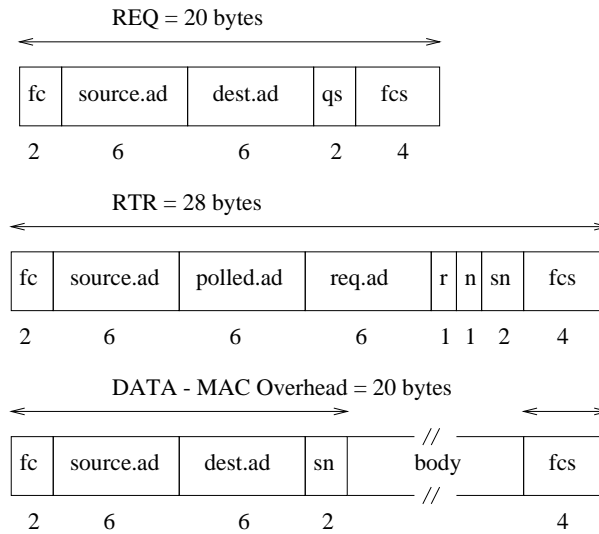 REQ = 20 bytes
fc source.ad dest.ad qs fcs
2 6 6 2 4
RTR = 28 bytes
fc source.ad polled.ad req.ad r n sn fcs
2 6 6 6 1 1 2 4
DATA - MAC Overhead = 20 bytes
fc source.ad dest.ad sn // body // fcs
2 6 6 2 4